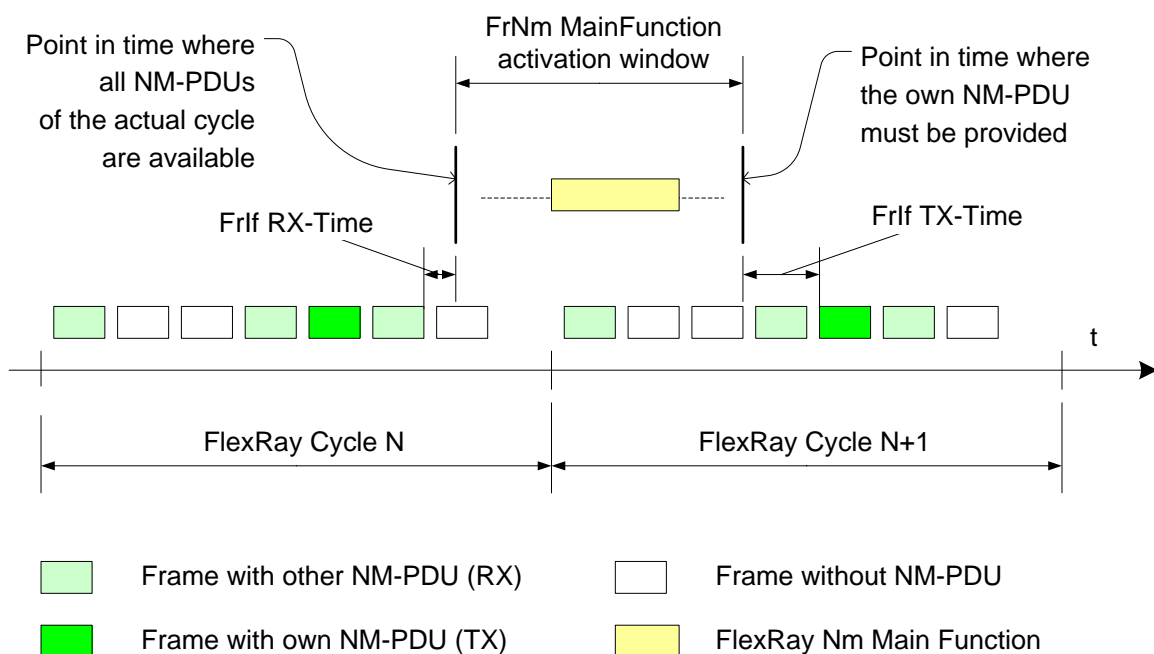 FrNm MainFunction
activation window
Point in time where
all NM-PDUs
of the actual cycle
are available
Point in time where
the own NM-PDU
must be provided
FrIf RX-Time
FrIf TX-Time
t
FlexRay Cycle N
FlexRay Cycle N+1
Frame with other NM-PDU (RX)
Frame without NM-PDU
Frame with own NM-PDU (TX)
FlexRay Nm Main Function